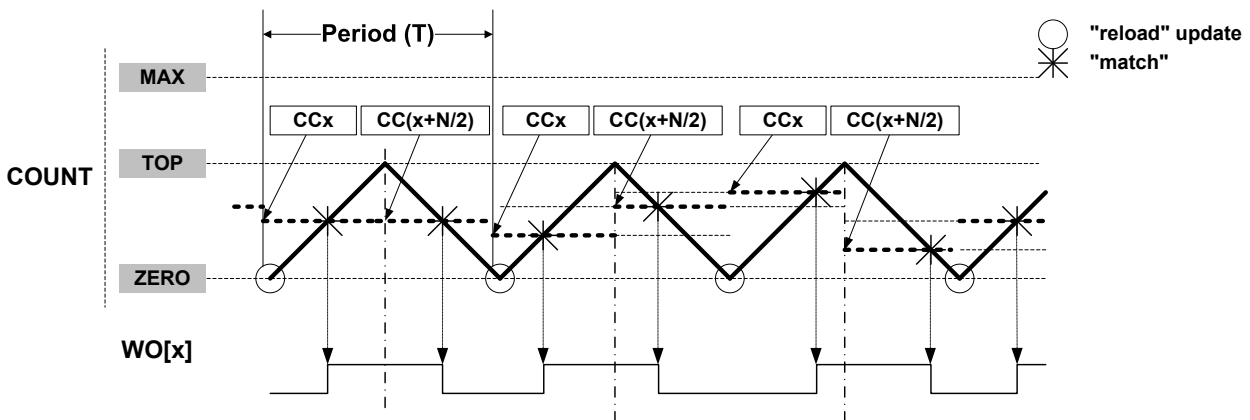 Period (T)
"reload" update
"match"
MAX
CCx
CC(x+N/2)
CCx
CC(x+N/2)
CCx
CC(x+N/2)
TOP
COUNT
ZERO
WO[x]